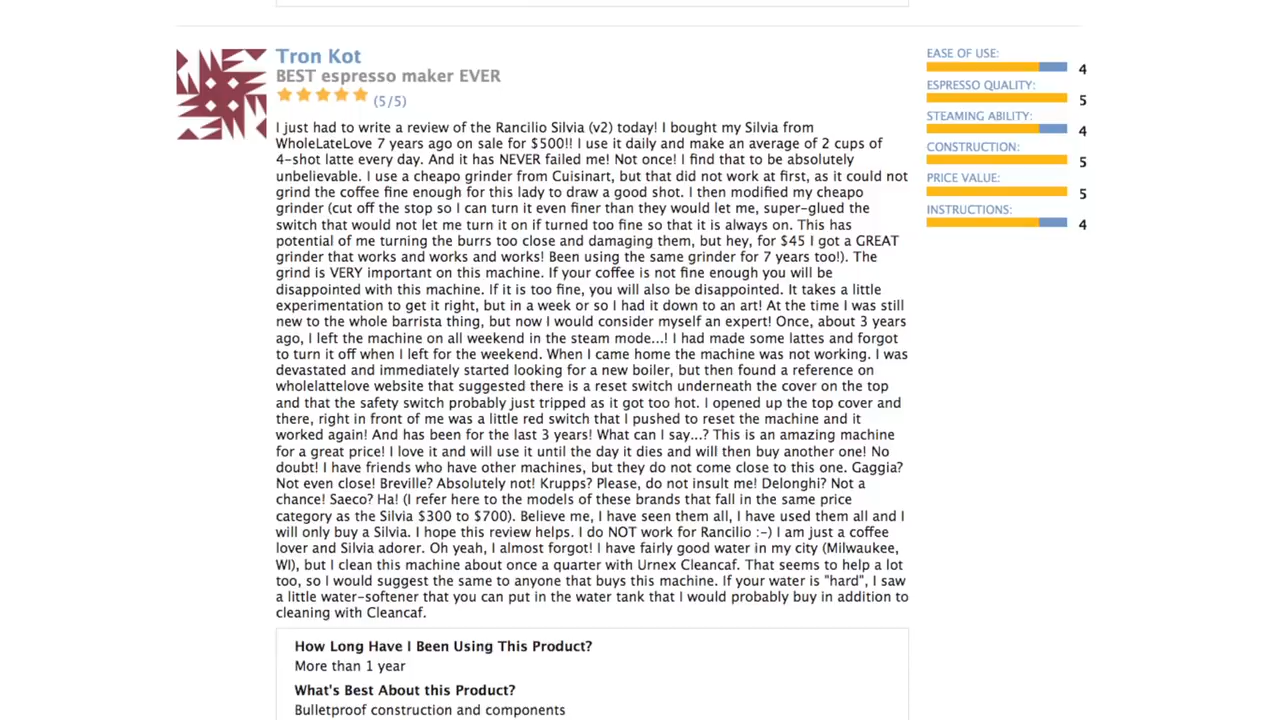 Tron Kot
BEST espresso maker EVER
(5/5)
I just had to write a review of the Rancilio Silvia (v2) today! I bought my Silvia from
WholeLateLove 7 years ago on sale for $500!! I use it daily and make an average of 2 cups of
4-shot latte every day. And it has NEVER failed me! Not once! I find that to be absolutely
unbelievable. I use a cheapo grinder from Cuisinart, but that did not work at first, as it could not
grind the coffee fine enough for this lady to draw a good shot. I then modified my cheapo
grinder (cut off the stop so I can turn it even finer than they would let me, super-glued the
switch that would not let me turn it on if turned too fine so that it is always on. This has
potential of me turning the burrs too close and damaging them, but hey, for $45 I got a GREAT
grinder that works and works and works! Been using the same grinder for 7 years too!). The
grind is VERY important on this machine. If your coffee is not fine enough you will be
disappointed with this machine. If it is too fine, you will also be disappointed. It takes a little
experimentation to get it right, but in a week or so I had it down to an art! At the time I was still
new to the whole barrista thing, but now I would consider myself an expert! Once, about 3 years
ago, I left the machine on all weekend in the steam mode...! I had made some lattes and forgot
to turn it off when I left for the weekend. When I came home the machine was not working. I was
devastated and immediately started looking for a new boiler, but then found a reference on
wholelattelove website that suggested there is a reset switch underneath the cover on the top
and that the safety switch probably just tripped as it got too hot. I opened up the top cover and
there, right in front of me was a little red switch that I pushed to reset the machine and it
worked again! And has been for the last 3 years! What can I say...? This is an amazing machine
for a great price! I love it and will use it until the day it dies and will then buy another one! No
doubt! I have friends who have other machines, but they do not come close to this one. Gaggia?
Not even close! Breville? Absolutely not! Krupps? Please, do not insult me! Delonghi? Not a
chance! Saeco? Ha! (I refer here to the models of these brands that fall in the same price
category as the Silvia $300 to $700). Believe me, I have seen them all, I have used them all and I
will only buy a Silvia. I hope this review helps. I do NOT work for Rancilio :-) I am just a coffee
lover and Silvia adorer. Oh yeah, I almost forgot! I have fairly good water in my city (Milwaukee,
WI), but I clean this machine about once a quarter with Urnex Cleancaf. That seems to help a lot
too, so I would suggest the same to anyone that buys this machine. If your water is "hard", I saw
a little water-softener that you can put in the water tank that I would probably buy in addition to
cleaning with Cleancaf.
How Long Have I Been Using This Product?
More than 1 year
What's Best About this Product?
Bulletproof construction and components
EASE OF USE:
4
ESPRESSO QUALITY:
5
STEAMING ABILITY:
4
CONSTRUCTION:
5
PRICE VALUE:
5
INSTRUCTIONS:
4